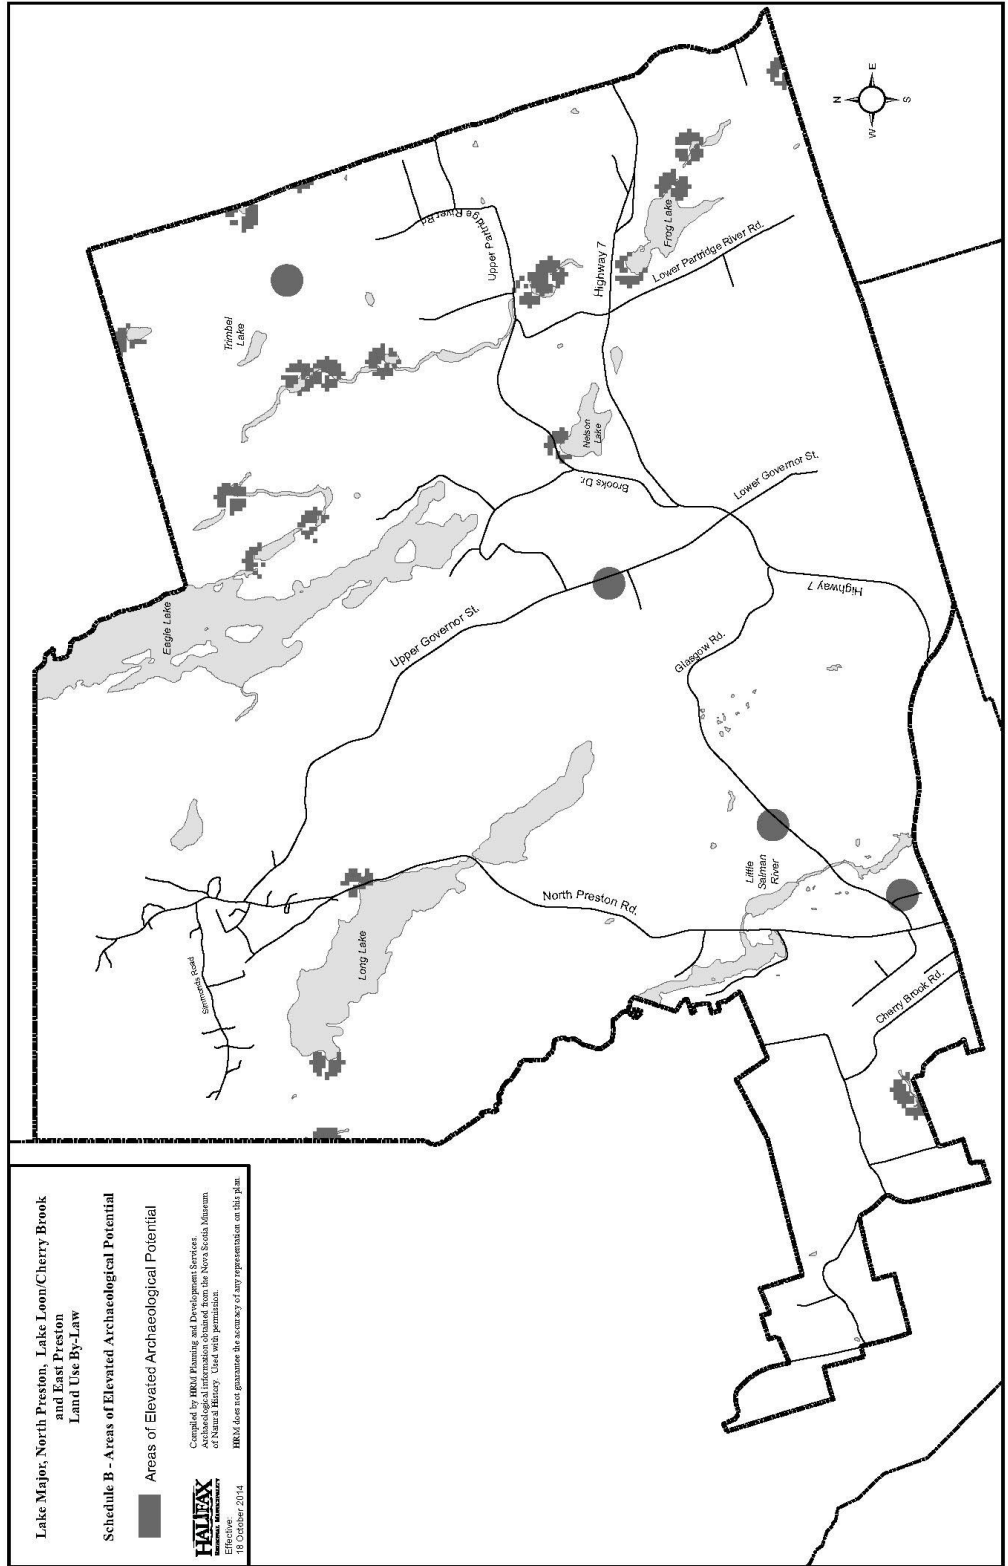 Lake Major, North Preston, Lake Loon/Cherry Brook
and East Preston
Land Use By-Law
Schedule B - Areas of Elevated Archaeological Potential
Areas of Elevated Archaeological Potential
HALIFAX
REGIONAL MUNICIPALITY
Effective:
18 October 2014
Compiled by HRM Planning and Development Services.
Archaeological information obtained from the Nova Scotia Museum
of Natural History. Used with permission.
HRM does not guarantee the accuracy of any representation on this plan.
N
E
S
W
Trimbel
Lake
Upper Partridge River Rd
Highway 7
Frog Lake
Lower Partridge River Rd.
Nelson
Lake
Brooks Dr.
Lower Governor St.
Eagle Lake
Upper Governor St.
Glasgow Rd.
Highway 7
Little
Salman
River
North Preston Rd.
Long Lake
Simmonds Road
Cherry Brook Rd.